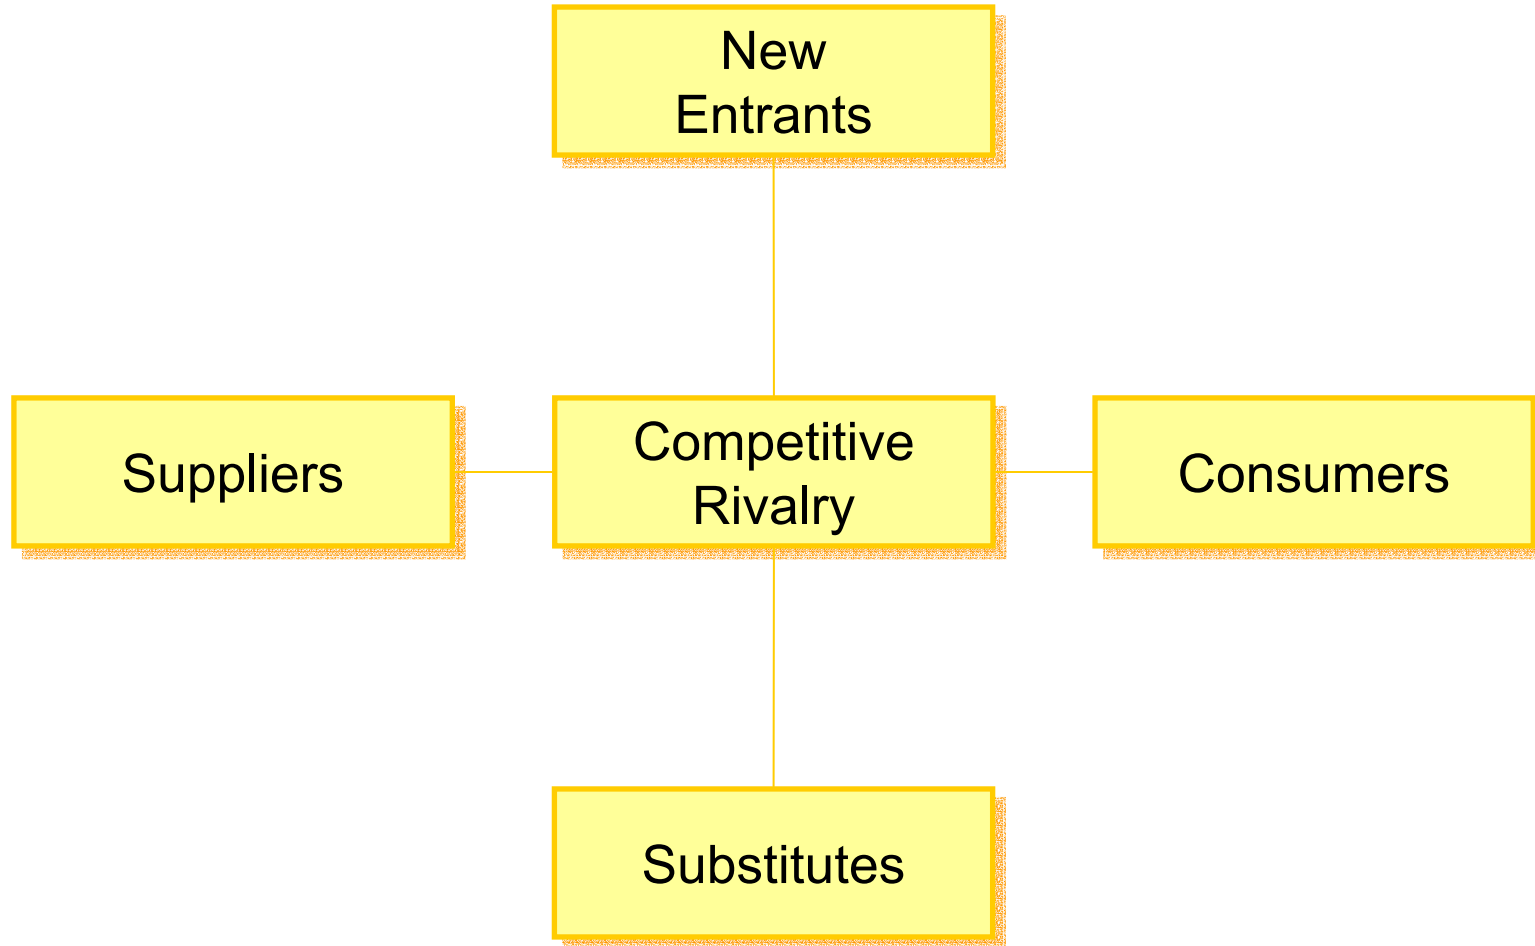 New
Entrants
Suppliers
Competitive
Rivalry
Consumers
Substitutes